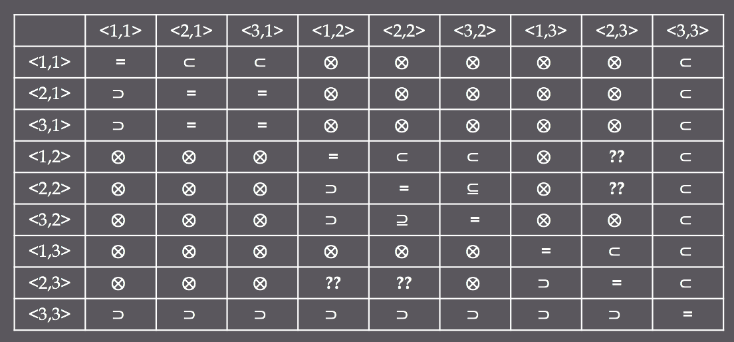 <1,1> <2,1> <3,1> <1,2> <2,2> <3,2> <1,3> <2,3> <3,3>
<1,1> = ⊂ ⊂ ⊗ ⊗ ⊗ ⊗ ⊗ ⊂
<2,1> ⊃ = = ⊗ ⊗ ⊗ ⊗ ⊗ ⊂
<3,1> ⊃ = = ⊗ ⊗ ⊗ ⊗ ⊗ ⊂
<1,2> ⊗ ⊗ ⊗ = ⊂ ⊂ ⊗ ?? ⊂
<2,2> ⊗ ⊗ ⊗ ⊃ = ⊆ ⊗ ?? ⊂
<3,2> ⊗ ⊗ ⊗ ⊃ ⊇ = ⊗ ⊗ ⊂
<1,3> ⊗ ⊗ ⊗ ⊗ ⊗ ⊗ = ⊂ ⊂
<2,3> ⊗ ⊗ ⊗ ?? ?? ⊗ ⊃ = ⊂
<3,3> ⊃ ⊃ ⊃ ⊃ ⊃ ⊃ ⊃ ⊃ =